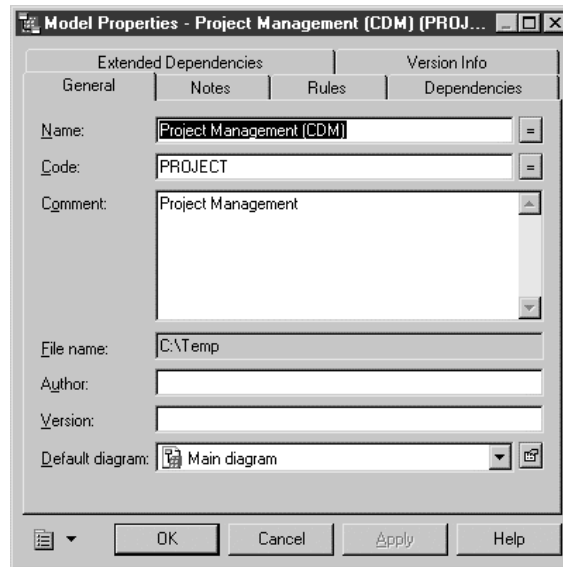 Model Properties - Project Management (CDM) (PROJ...
Extended Dependencies Version Info
General Notes Rules Dependencies
Name: Project Management (CDM) =
Code: PROJECT =
Comment: Project Management
File name: C:\Temp
Author:
Version:
Default diagram: Main diagram
OK Cancel Apply Help